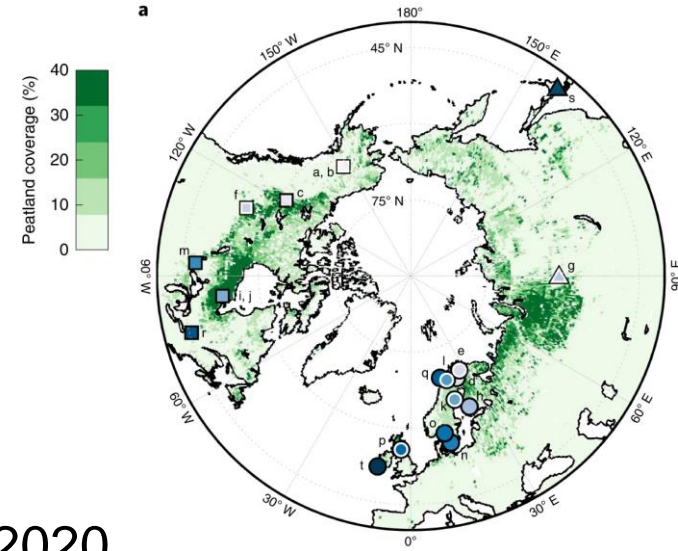 a
180°
150° W
45° N
150° E
40
30
20
10
0
Peatland coverage (%)
120° W
120° E
s
a, b
c
f
75° N
m
g
90° W
90° E
i, j
r
e
l
q
d
k
h
60° W
60° E
o
p
n
t
30° W
30° E
0°
2020